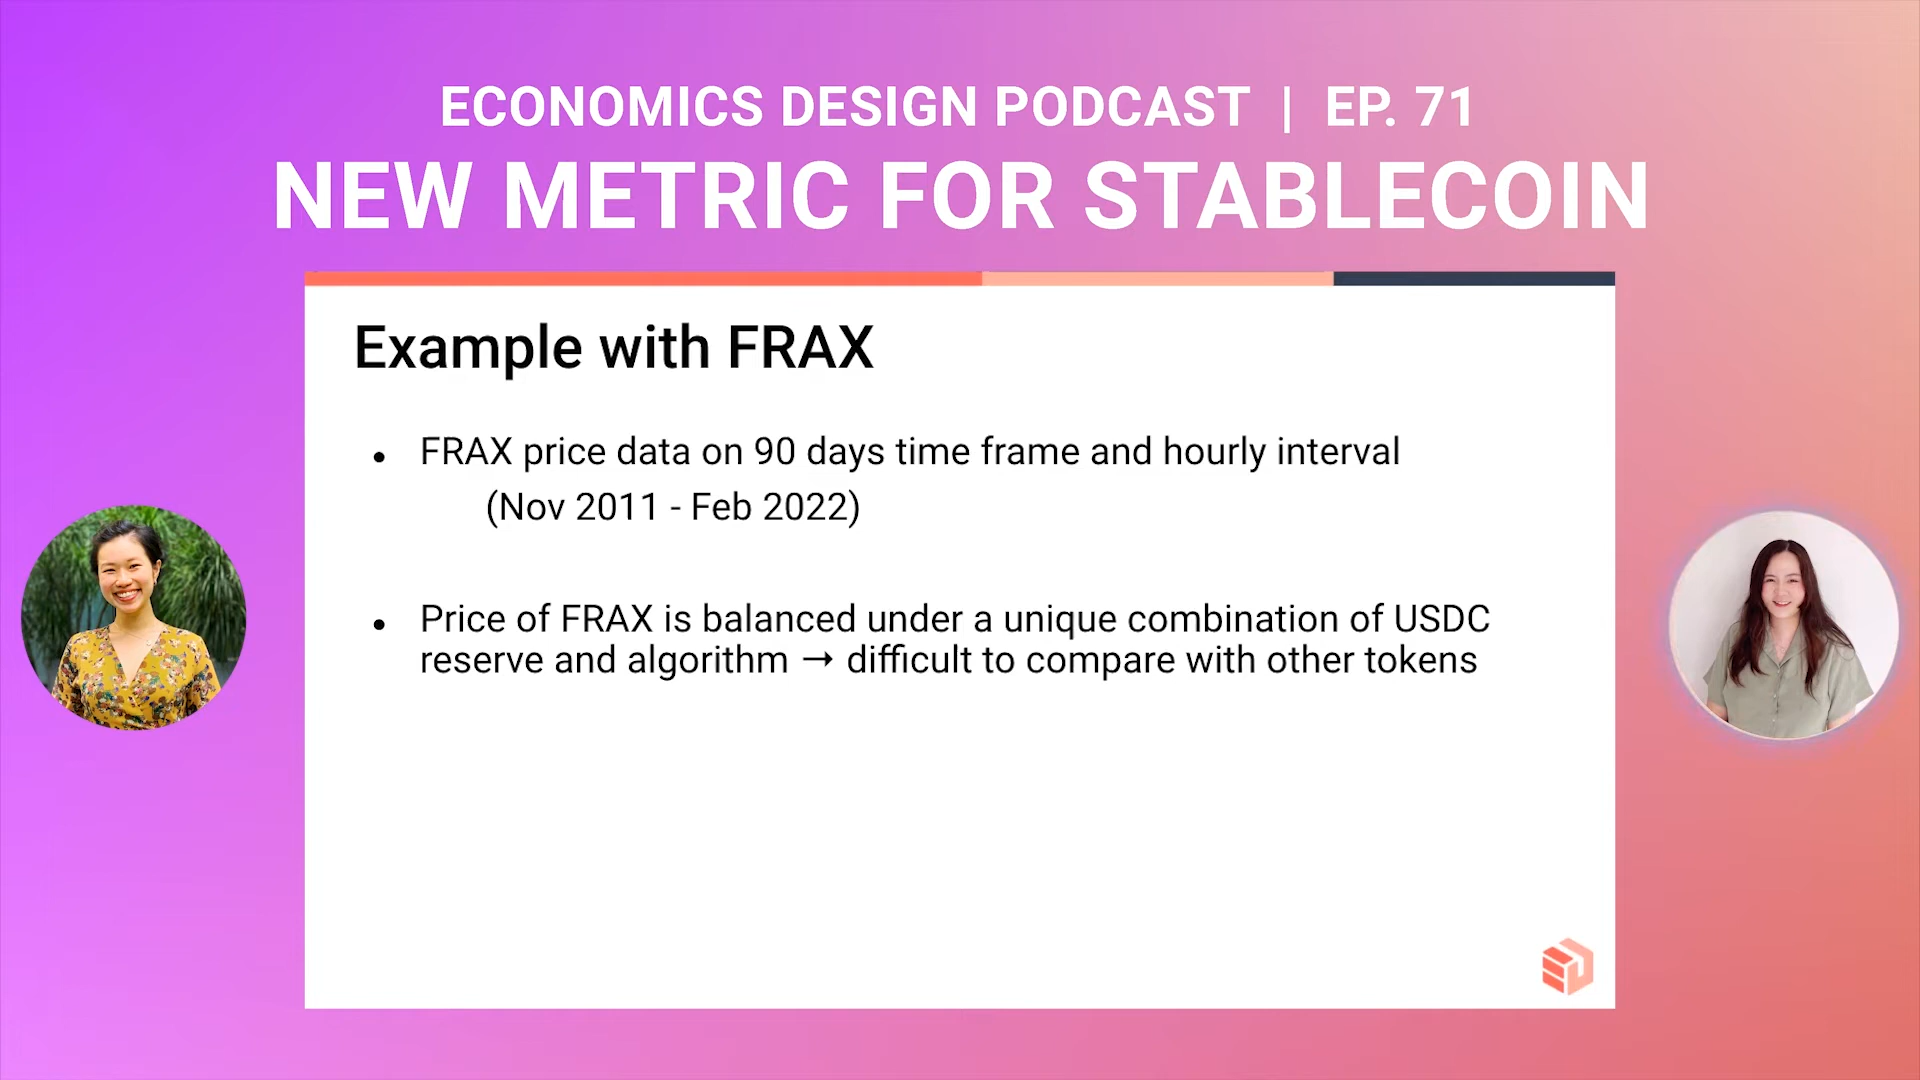 ECONOMICS DESIGN PODCAST | EP. 71
NEW METRIC FOR STABLECOIN
Example with FRAX
• FRAX price data on 90 days time frame and hourly interval
(Nov 2011 - Feb 2022)
• Price of FRAX is balanced under a unique combination of USDC
reserve and algorithm → difficult to compare with other tokens